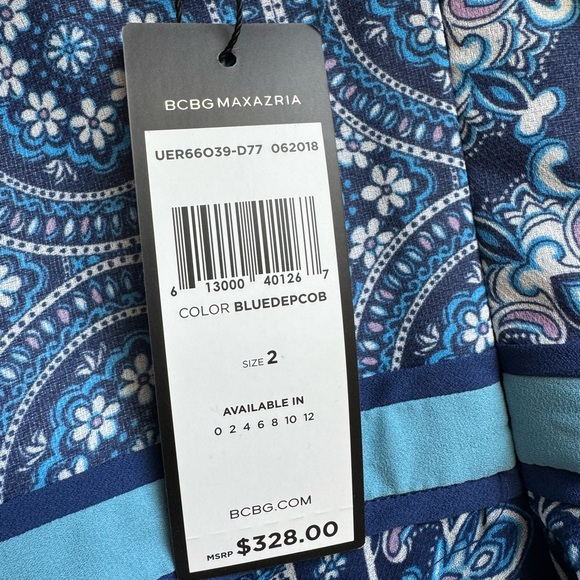 BCBGMAXAZRIA
UER66O39-D77 062018
6 13000 40126 7
COLOR BLUEDEPCOB
SIZE 2
AVAILABLE IN
0 2 4 6 8 10 12
BCBG.COM
MSRP $328.00